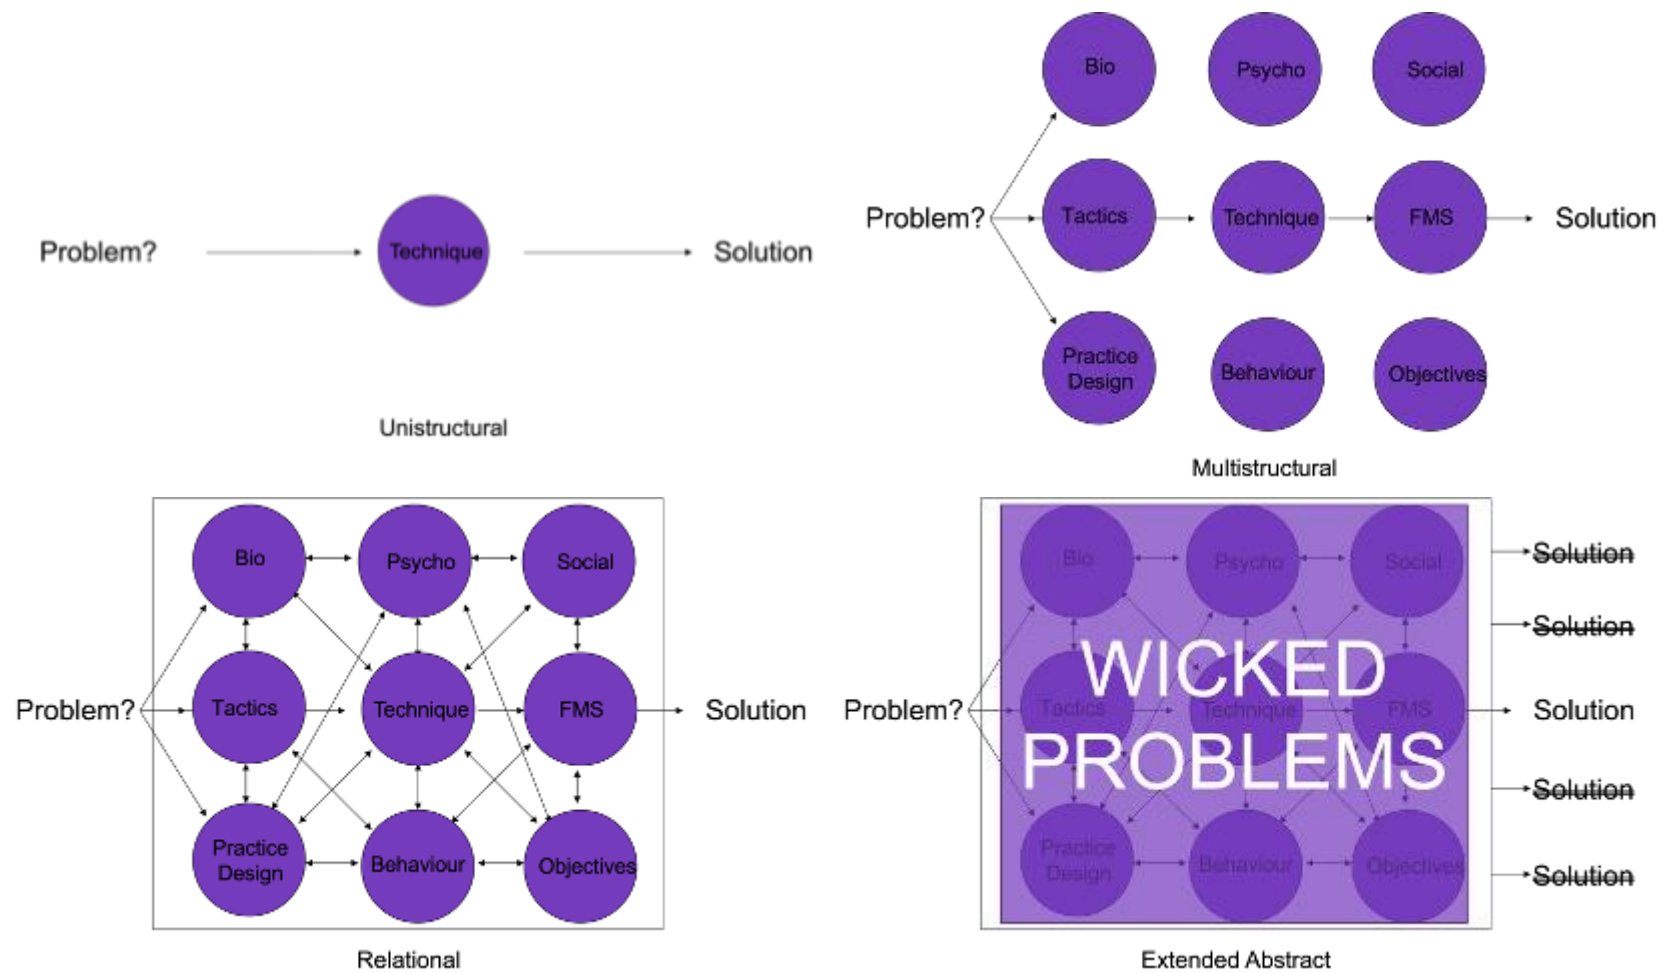 Problem?
Technique
Solution
Unistructural
Bio
Psycho
Social
Problem?
Tactics
Technique
FMS
Solution
Practice
Design
Behaviour
Objectives
Multistructural
Bio
Psycho
Social
Problem?
Tactics
Technique
FMS
Solution
Practice
Design
Behaviour
Objectives
Relational
Bio
Psycho
Social
Solution
Solution
WICKED
Problem?
Tactics
Technique
FMS
Solution
PROBLEMS
Solution
Practice
Design
Behaviour
Objectives
Solution
Extended Abstract